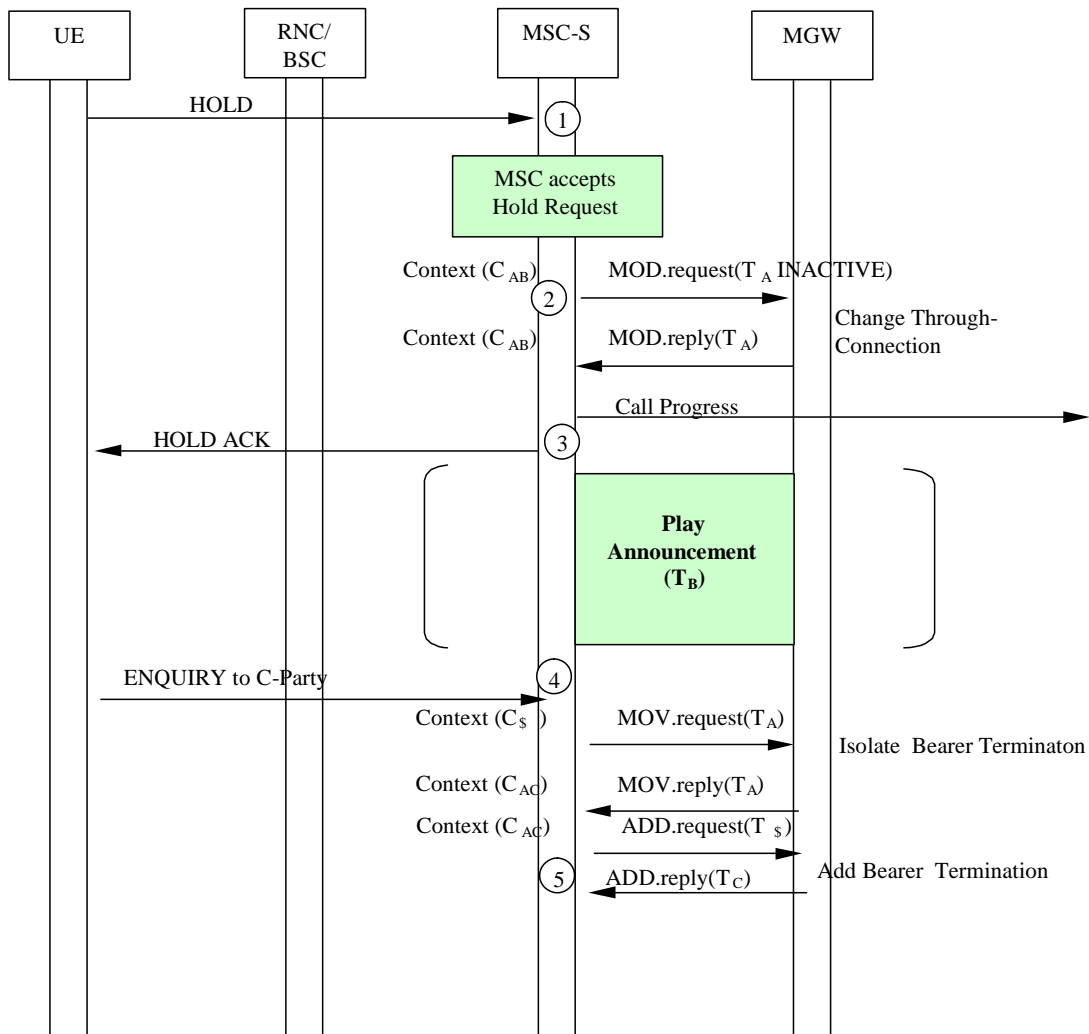 UE
RNC/
BSC
MSC-S
MGW
HOLD
1
MSC accepts
Hold Request
Context (C AB)
MOD.request(T A INACTIVE)
2
Change Through-
Connection
Context (C AB)
MOD.reply(T A)
Call Progress
HOLD ACK
3
Play
Announcement
(T B)
ENQUIRY to C-Party
4
Context (C $ )
MOV.request(T A)
Isolate Bearer Terminaton
Context (C AC)
MOV.reply(T A)
Context (C AC)
ADD.request(T $)
5
ADD.reply(T C)
Add Bearer Termination